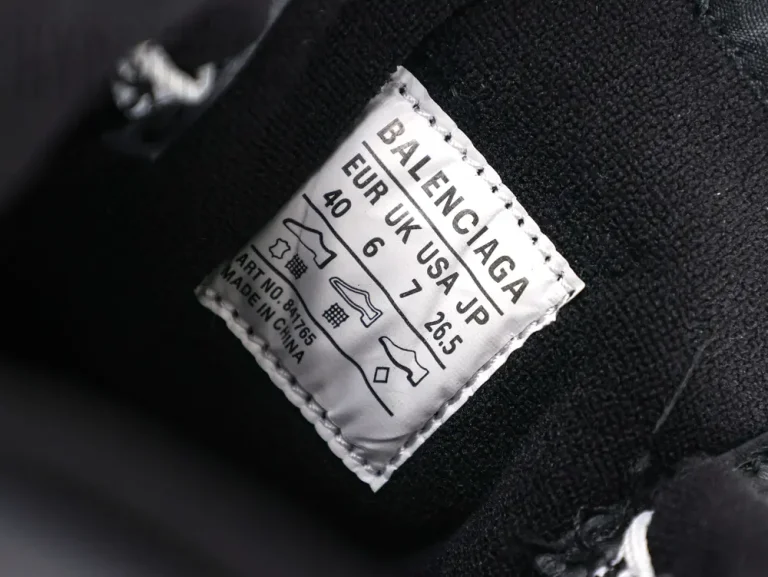 BALENCIAGA
EUR UK USA JP
40 6 7 26.5
ART NO. 841765
MADE IN CHINA